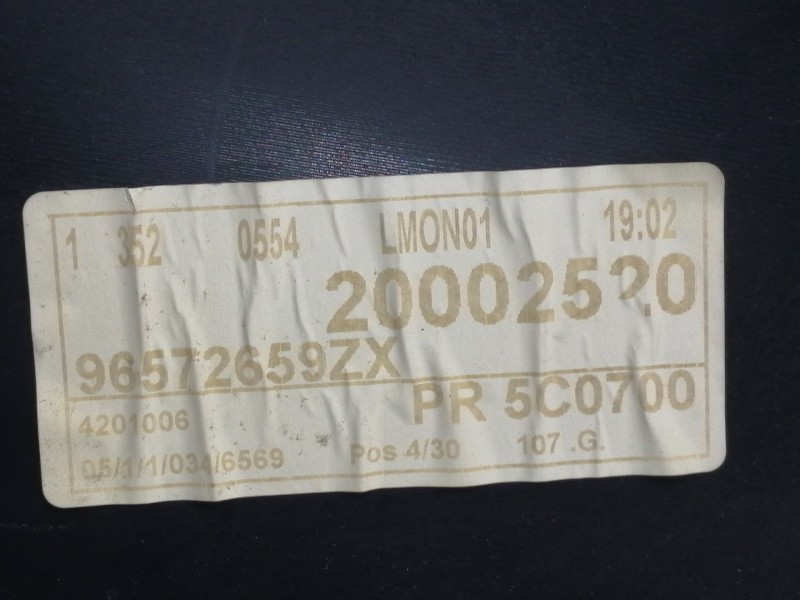 1 352 0554 LMON01 19:02
20002520
96572659ZX
PR 5C0700
4201006
05/1/1/034/6569 Pos 4/30 107 .G.